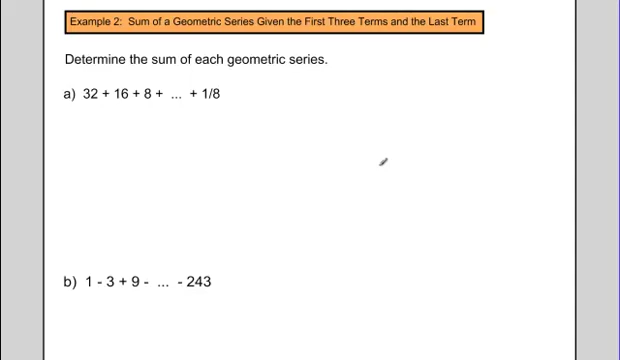 Example 2:  Sum of a Geometric Series Given the First Three Terms and the Last Term
Determine the sum of each geometric series.
a)  32 + 16 + 8 +  ...  + 1/8
b)  1 - 3 + 9 -  ...  - 243